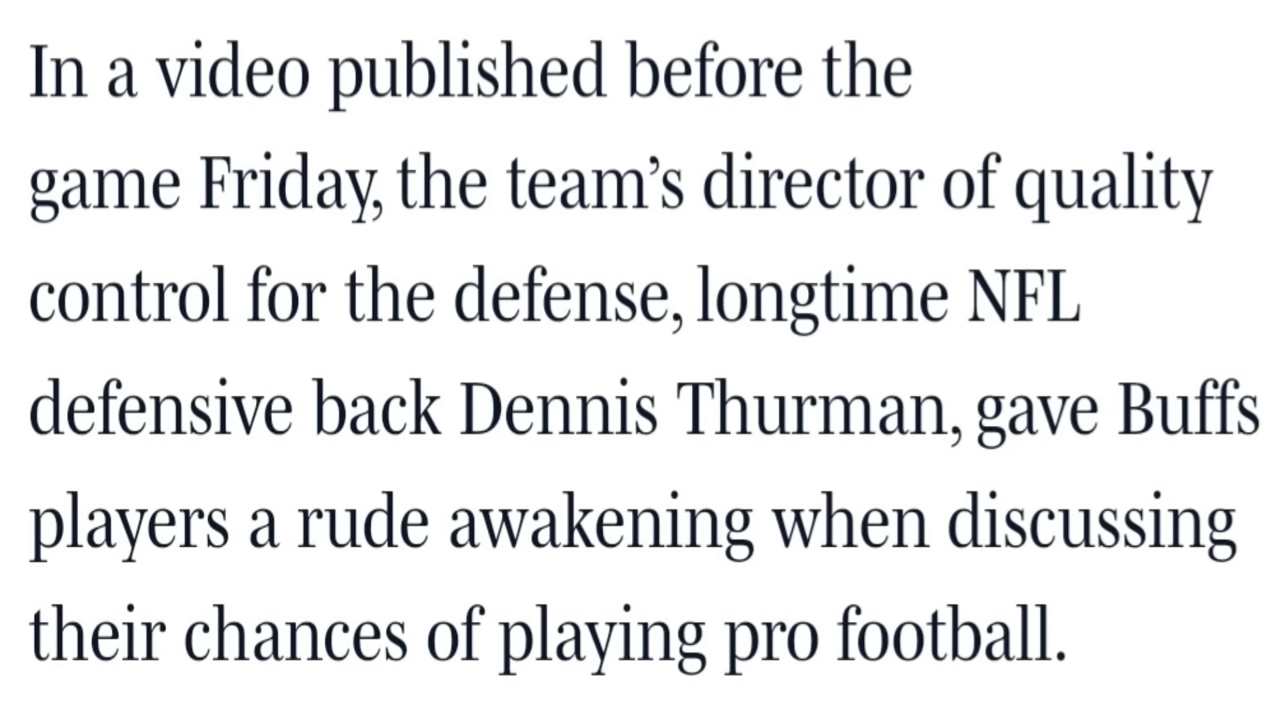 In a video published before the
game Friday, the team’s director of quality
control for the defense, longtime NFL
defensive back Dennis Thurman, gave Buffs
players a rude awakening when discussing
their chances of playing pro football.